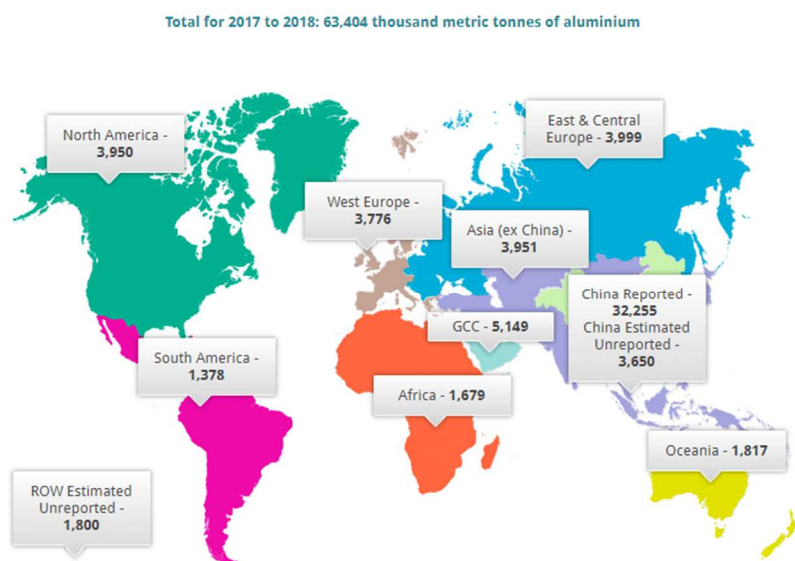 Total for 2017 to 2018: 63,404 thousand metric tonnes of aluminium
North America -
3,950
East & Central
Europe - 3,999
West Europe -
3,776
Asia (ex China) -
3,951
China Reported -
32,255
China Estimated
Unreported -
3,650
GCC - 5,149
South America -
1,378
Africa - 1,679
Oceania - 1,817
ROW Estimated
Unreported -
1,800